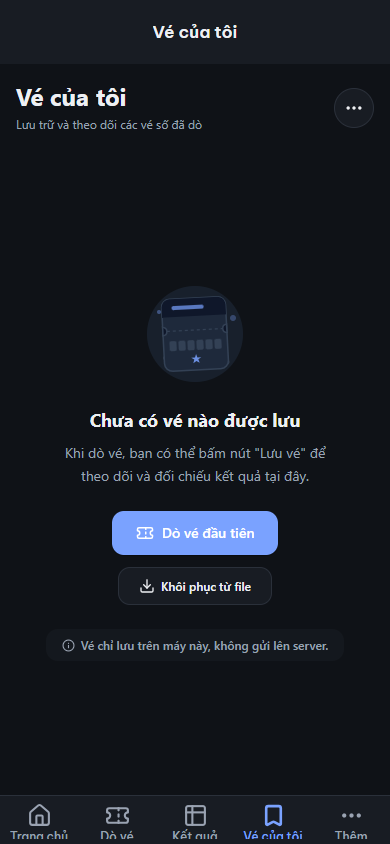 Vé của tôi
Vé của tôi
Lưu trữ và theo dõi các vé số đã dò
Chưa có vé nào được lưu
Khi dò vé, bạn có thể bấm nút "Lưu vé" để
theo dõi và đối chiếu kết quả tại đây.
Dò vé đầu tiên
Khôi phục từ file
Vé chỉ lưu trên máy này, không gửi lên server.
Trang chủ
Dò vé
Kết quả
Vé của tôi
Thêm